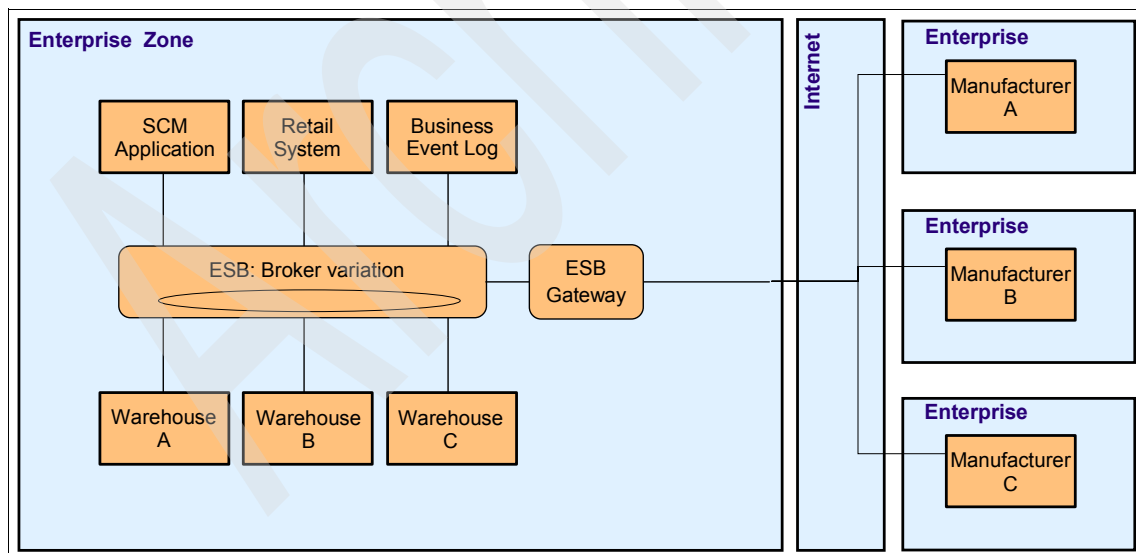 Enterprise Zone
SCM
Application
Retail
System
Business
Event Log
ESB: Broker variation
ESB
Gateway
Warehouse
A
Warehouse
B
Warehouse
C
Internet
Enterprise
Manufacturer
A
Enterprise
Manufacturer
B
Enterprise
Manufacturer
C